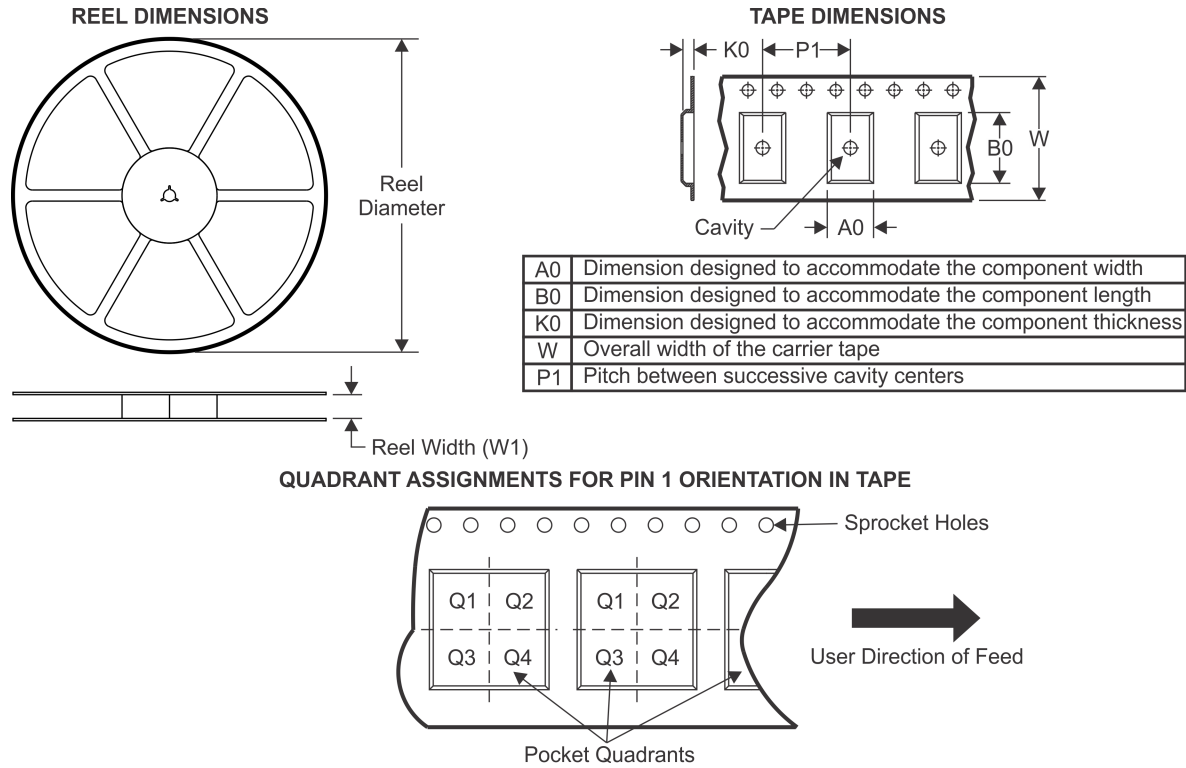 REEL DIMENSIONS
Reel
Diameter
Reel Width (W1)
TAPE DIMENSIONS
K0
P1
B0
W
Cavity
A0
A0 Dimension designed to accommodate the component width
B0 Dimension designed to accommodate the component length
K0 Dimension designed to accommodate the component thickness
W Overall width of the carrier tape
P1 Pitch between successive cavity centers
QUADRANT ASSIGNMENTS FOR PIN 1 ORIENTATION IN TAPE
Sprocket Holes
Q1 Q2 Q1 Q2
Q3 Q4 Q3 Q4
User Direction of Feed
Pocket Quadrants